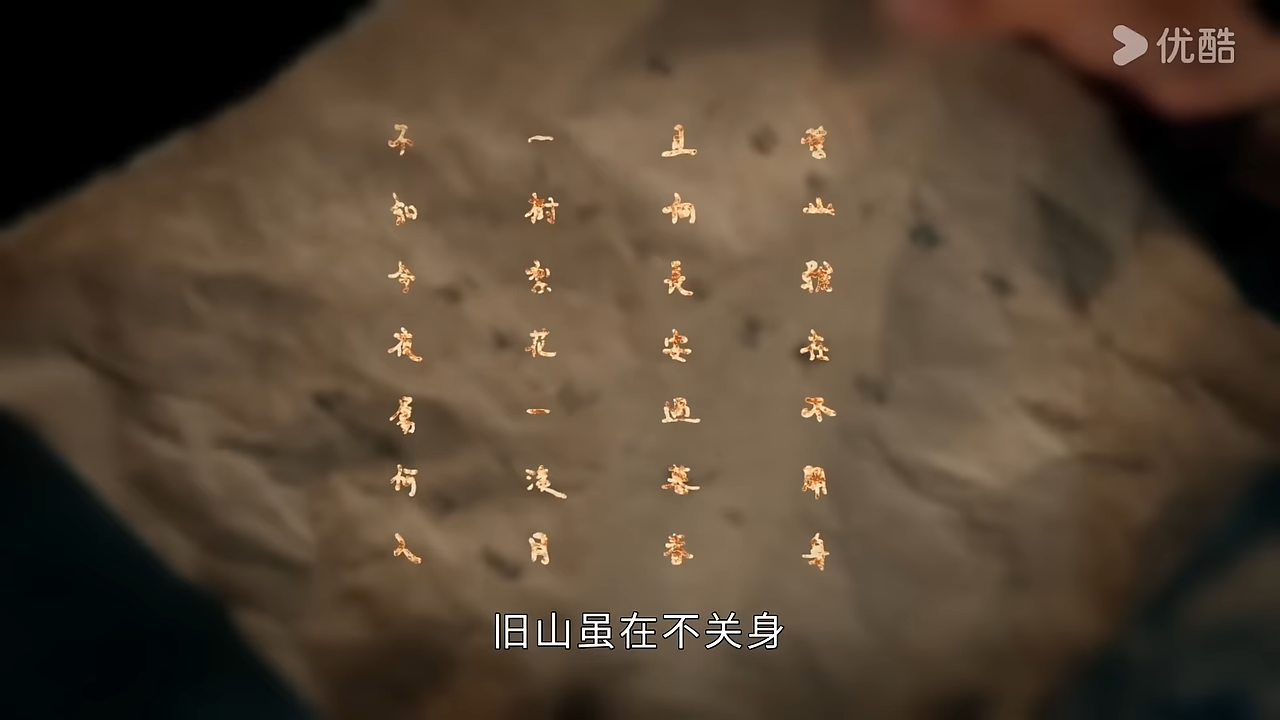 优酷
舊山雖在不關身
且向長安過暮春
一樹梨花一溪月
不知今夜屬何人
旧山虽在不关身